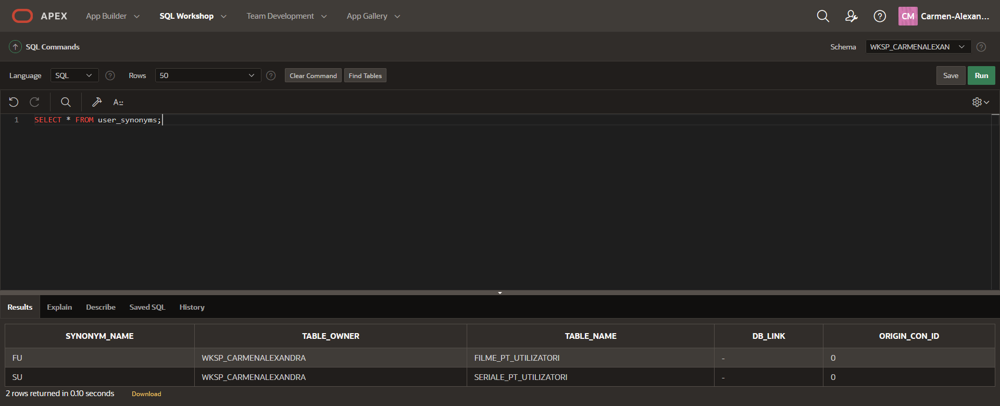 APEX App Builder SQL Workshop Team Development App Gallery CM Carmen-Alexan...
SQL Commands Schema WKSP_CARMENALEXAN
Language SQL Rows 50 Clear Command Find Tables Save Run
A::
1 SELECT * FROM user_synonyms;
Results Explain Describe Saved SQL History
SYNONYM_NAME TABLE_OWNER TABLE_NAME DB_LINK ORIGIN_CON_ID
FU WKSP_CARMENALEXANDRA FILME_PT_UTILIZATORI - 0
SU WKSP_CARMENALEXANDRA SERIALE_PT_UTILIZATORI - 0
2 rows returned in 0.10 seconds Download